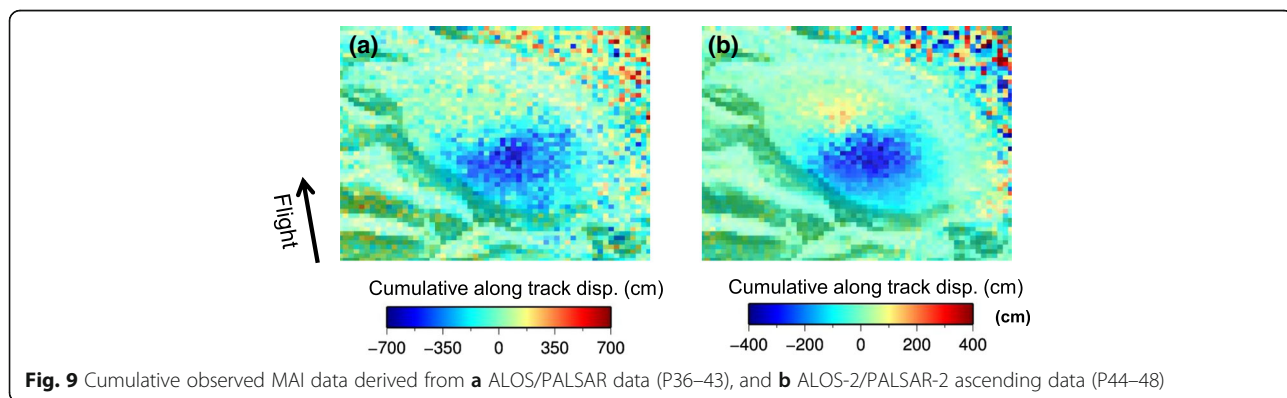 (a)
(b)
Flight
Cumulative along track disp. (cm)
−700 −350 0 350 700
Cumulative along track disp. (cm)
(cm)
−400 −200 0 200 400
Fig. 9 Cumulative observed MAI data derived from a ALOS/PALSAR data (P36–43), and b ALOS-2/PALSAR-2 ascending data (P44–48)